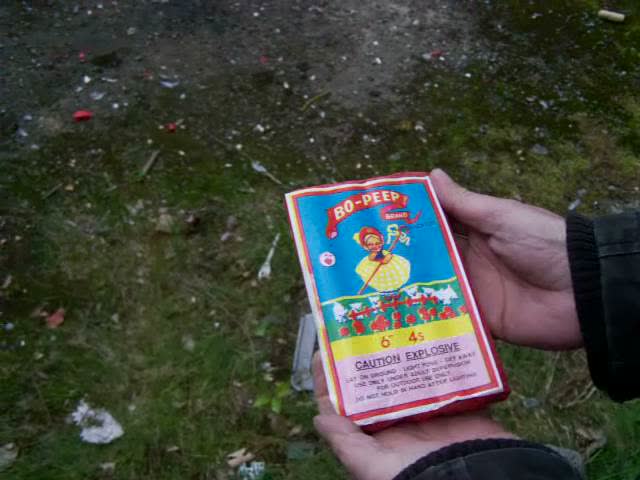 BO-PEEP
BRAND
6" 4s
CAUTION EXPLOSIVE
LAY ON GROUND - LIGHT FUSE - GET AWAY
USE ONLY UNDER ADULT SUPERVISION
FOR OUTDOOR USE ONLY
DO NOT HOLD IN HAND AFTER LIGHTING